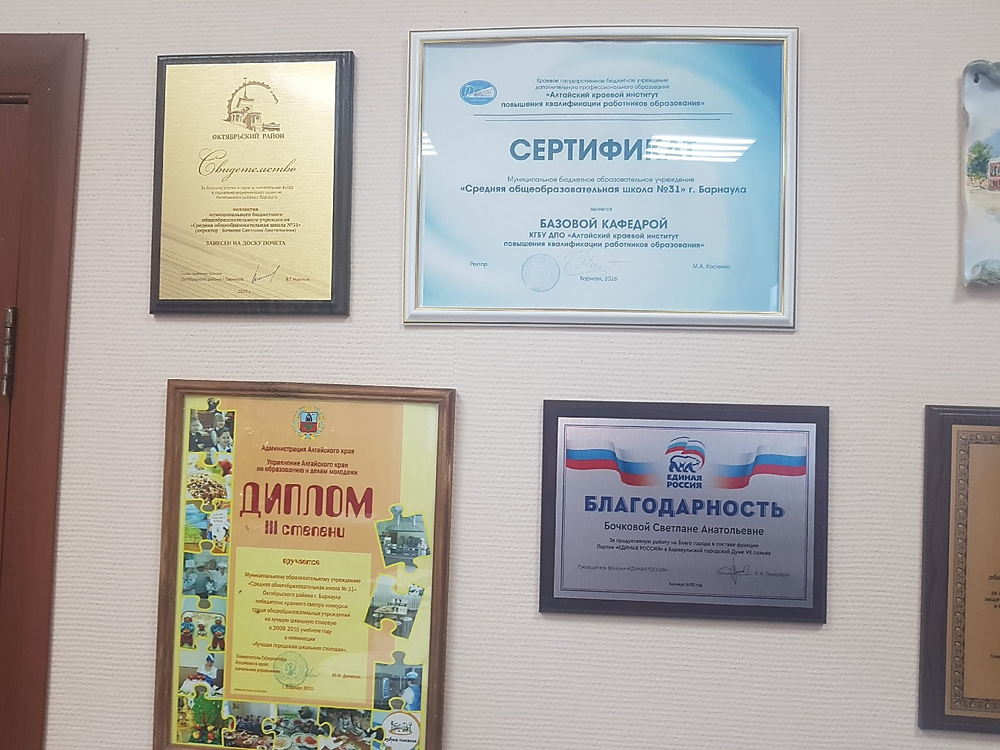 ОКТЯБРЬСКИЙ РАЙОН
Свидетельство
За большие успехи в труде и значительный вклад
в социально-экономическое развитие
Октябрьского района г. Барнаула
коллектив
муниципального бюджетного
общеобразовательного учреждения
«Средняя общеобразовательная школа №31»
(директор - Бочкова Светлана Анатольевна)
ЗАНЕСЕН НА ДОСКУ ПОЧЕТА
Глава администрации
Октябрьского района г. Барнаула
В.Г. Новиков
2019 г.
Краевое государственное бюджетное учреждение
дополнительного профессионального образования
«Алтайский краевой институт
повышения квалификации работников образования»
СЕРТИФИКАТ
Муниципальное бюджетное образовательное учреждение
«Средняя общеобразовательная школа №31» г. Барнаула
является
БАЗОВОЙ КАФЕДРОЙ
КГБУ ДПО «Алтайский краевой институт
повышения квалификации работников образования»
Ректор
М.А. Костенко
Барнаул, 2016
Администрация Алтайского края
Управление Алтайского края
по образованию и делам молодежи
ДИПЛОМ
III степени
вручается
Муниципальному образовательному учреждению
«Средняя общеобразовательная школа № 31»
Октябрьского района г. Барнаула
победителю краевого смотра-конкурса
среди общеобразовательных учреждений
на лучшую школьную столовую
в 2009-2010 учебном году
в номинации
«Лучшая городская школьная столовая».
Заместитель Губернатора
Алтайского края,
начальник управления
Ю.Н. Денисов.
г. Барнаул 2010
азбука питания
ЕДИНАЯ
РОССИЯ
БЛАГОДАРНОСТЬ
Бочковой Светлане Анатольевне
За продуктивную работу на благо города в составе фракции
Партии «ЕДИНАЯ РОССИЯ» в Барнаульской городской Думе VII созыва
Руководитель фракции «ЕДИНАЯ РОССИЯ»
В. В. Перерядов
Барнаул 2022 год